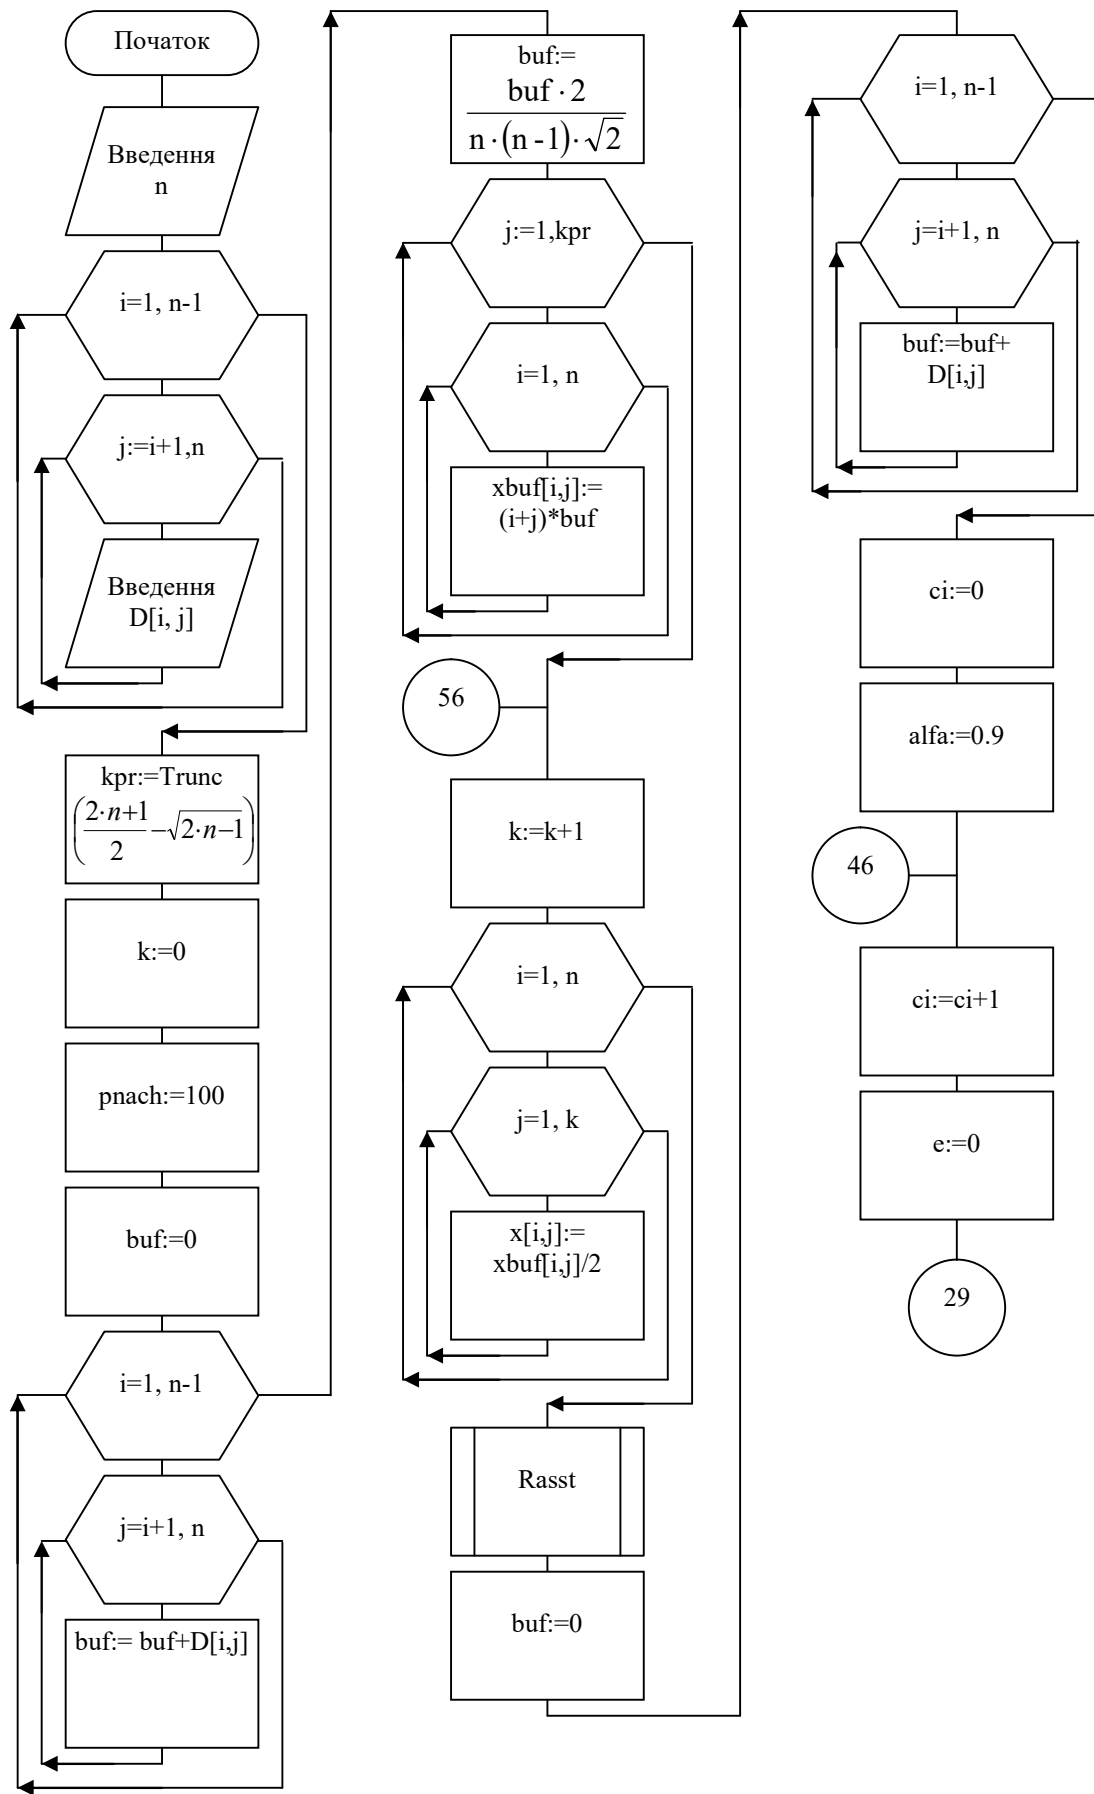 Початок
Введення
n
i=1, n-1
j:=i+1,n
Введення
D[i, j]
kpr:=Trunc
(2·n+1/2−√2·n−1)
k:=0
pnach:=100
buf:=0
i=1, n-1
j=i+1, n
buf:= buf+D[i,j]
buf:=
buf · 2
n · (n - 1) · √2
j:=1,kpr
i=1, n
xbuf[i,j]:=
(i+j)*buf
56
k:=k+1
i=1, n
j=1, k
x[i,j]:=
xbuf[i,j]/2
Rasst
buf:=0
i=1, n-1
j=i+1, n
buf:=buf+
D[i,j]
ci:=0
alfa:=0.9
46
ci:=ci+1
e:=0
29